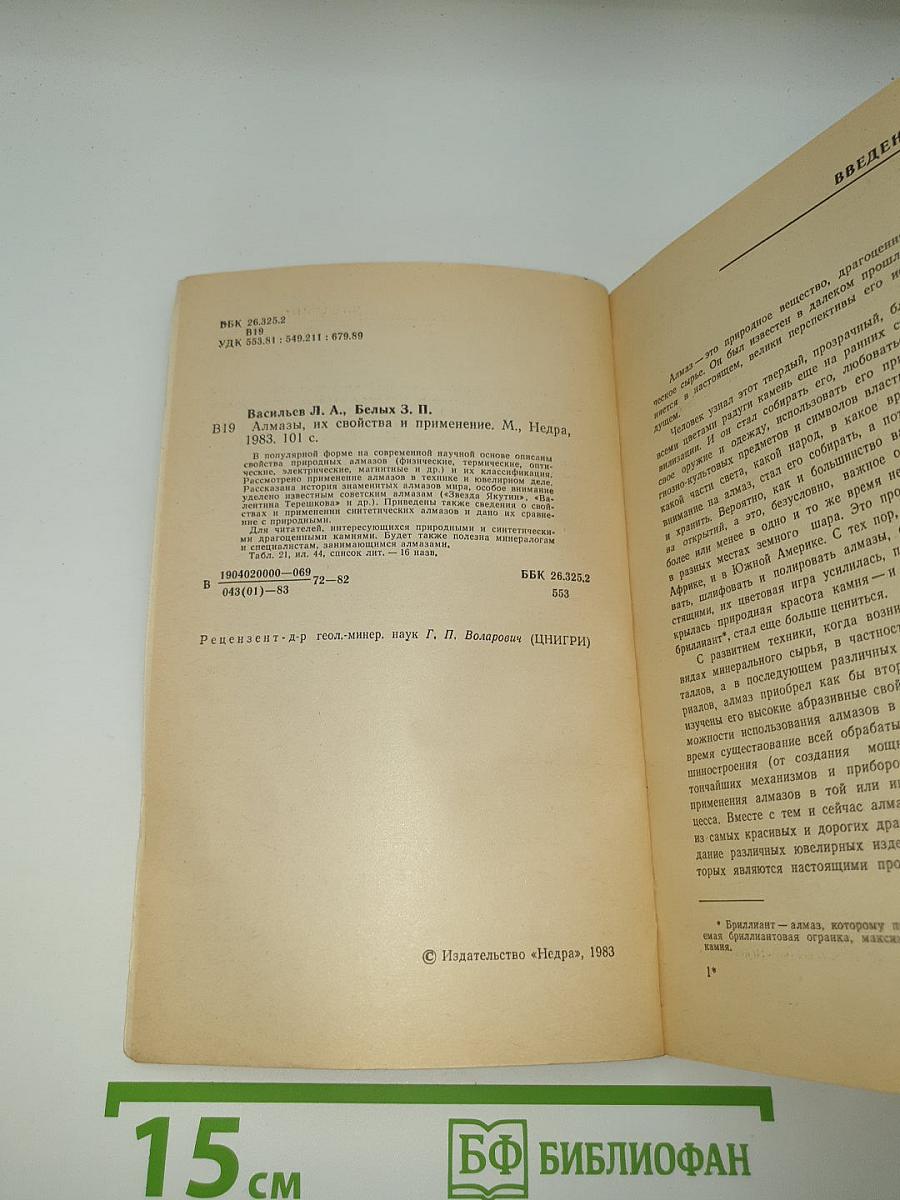 ББК 26.325.2
В19
УДК 553.81 : 549.211 : 679.89
Васильев Л. А., Белых З. П.
В19 Алмазы, их свойства и применение. М., Недра,
1983. 101 с.
В популярной форме на современной научной основе описаны
свойства природных алмазов (физические, термические, опти-
ческие, электрические, магнитные и др.) и их классификация.
Рассмотрено применение алмазов в технике и ювелирном деле.
Рассказана история знаменитых алмазов мира, особое внимание
уделено известным советским алмазам («Звезда Якутии», «Ва-
лентина Терешкова» и др.). Приведены также сведения о свой-
ствах и применении синтетических алмазов и дано их сравне-
ние с природными.
Для читателей, интересующихся природными и синтетически-
ми драгоценными камнями. Будет также полезна минералогам
и специалистам, занимающимся алмазами.
Табл. 21, ил. 44, список лит. — 16 назв.
В 1904020000—069
043(01)—83 72—82
ББК 26.325.2
553
Рецензент - д-р геол.-минер. наук Г. П. Воларович (ЦНИГРИ)
© Издательство «Недра», 1983
ВВЕДЕН
Алмаз — это природное вещество, драгоценн
ческое сырье. Он был известен в далеком прошл
няется в настоящем, велики перспективы его ис
дущем.
Человек узнал этот твердый, прозрачный, бл
всеми цветами радуги камень еще на ранних с
вилизации. И он стал собирать его, любовать
свое оружие и одежду, использовать его при
гиозно-культовых предметов и символов власт
какой части света, какой народ, в какое вр
внимание на алмаз, стал его собирать, а пот
и хранить. Вероятно, как и большинство ва
на открытий, а это, безусловно, важное о
более или менее в одно и то же время не
в разных местах земного шара. Это про
Африке, и в Южной Америке. С тех пор,
вать, шлифовать и полировать алмазы,
стящими, их цветовая игра усилилась, п
крылась природная красота камня — и
бриллиант*, стал еще больше цениться.
С развитием техники, когда возни
видах минерального сырья, в частност
таллов, а в последующем различных
риалов, алмаз приобрел как бы втор
изучены его высокие абразивные свой
можности использования алмазов в
время существование всей обрабаты
шиностроения (от создания мощн
тончайших механизмов и приборо
применения алмазов в той или ин
цесса. Вместе с тем и сейчас алма
из самых красивых и дорогих дра
дание различных ювелирных изде
торых являются настоящими про
* Бриллиант — алмаз, которому п
емая бриллиантовая огранка, макси
камня.
1*
15 см
БФ БИБЛИОФАН